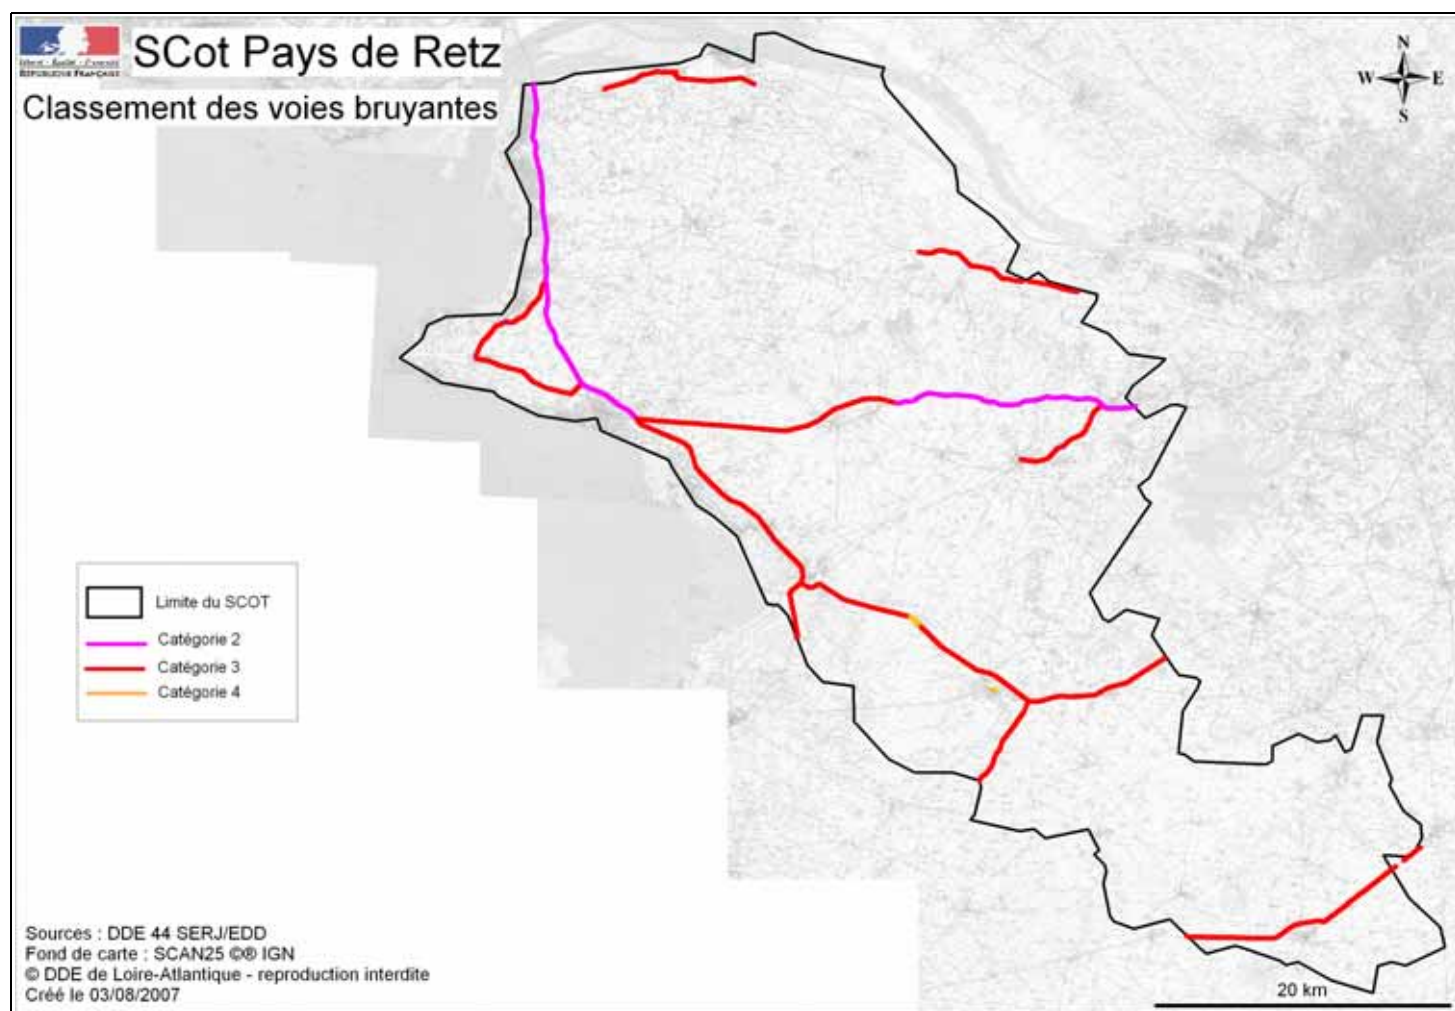 SCot Pays de Retz
RÉPUBLIQUE FRANÇAISE
Classement des voies bruyantes
N
W E
S
Limite du SCOT
Catégorie 2
Catégorie 3
Catégorie 4
Sources : DDE 44 SERJ/EDD
Fond de carte : SCAN25 ©® IGN
© DDE de Loire-Atlantique - reproduction interdite
Créé le 03/08/2007
20 km